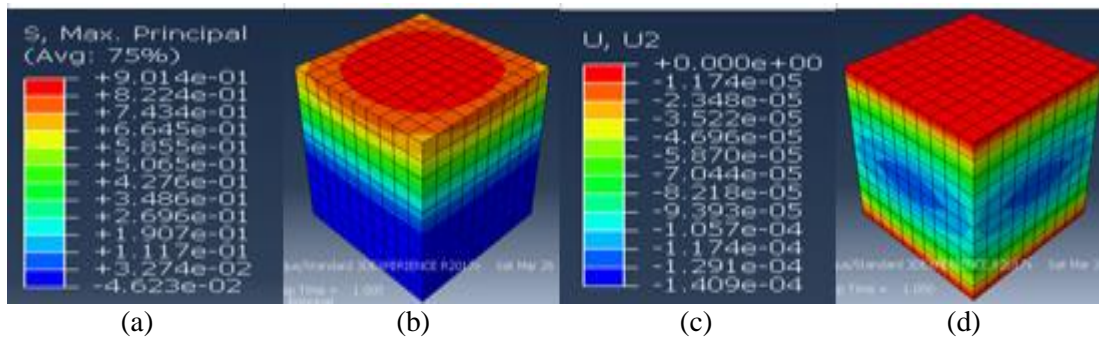 S, Max. Principal
(Avg: 75%)
+9.014e-01
+8.224e-01
+7.434e-01
+6.645e-01
+5.855e-01
+5.065e-01
+4.276e-01
+3.486e-01
+2.696e-01
+1.907e-01
+1.117e-01
+3.274e-02
-4.623e-02
U, U2
+0.000e+00
-1.174e-05
-2.348e-05
-3.522e-05
-4.696e-05
-5.870e-05
-7.044e-05
-8.218e-05
-9.393e-05
-1.057e-04
-1.174e-04
-1.291e-04
-1.409e-04
(a)
(b)
(c)
(d)